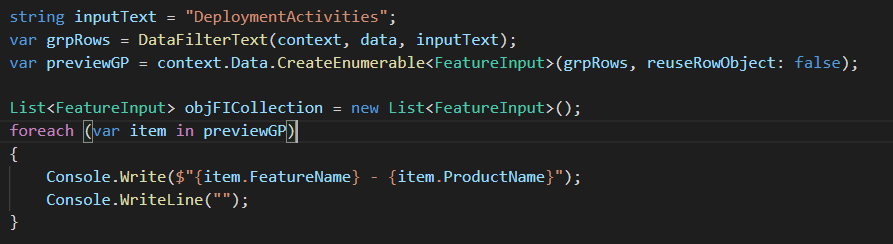 string inputText = "DeploymentActivities";
var grpRows = DataFilterText(context, data, inputText);
var previewGP = context.Data.CreateEnumerable<FeatureInput>(grpRows, reuseRowObject: false);
List<FeatureInput> objFICollection = new List<FeatureInput>();
foreach (var item in previewGP)
{
Console.Write($"{item.FeatureName} - {item.ProductName}");
Console.WriteLine("");
}